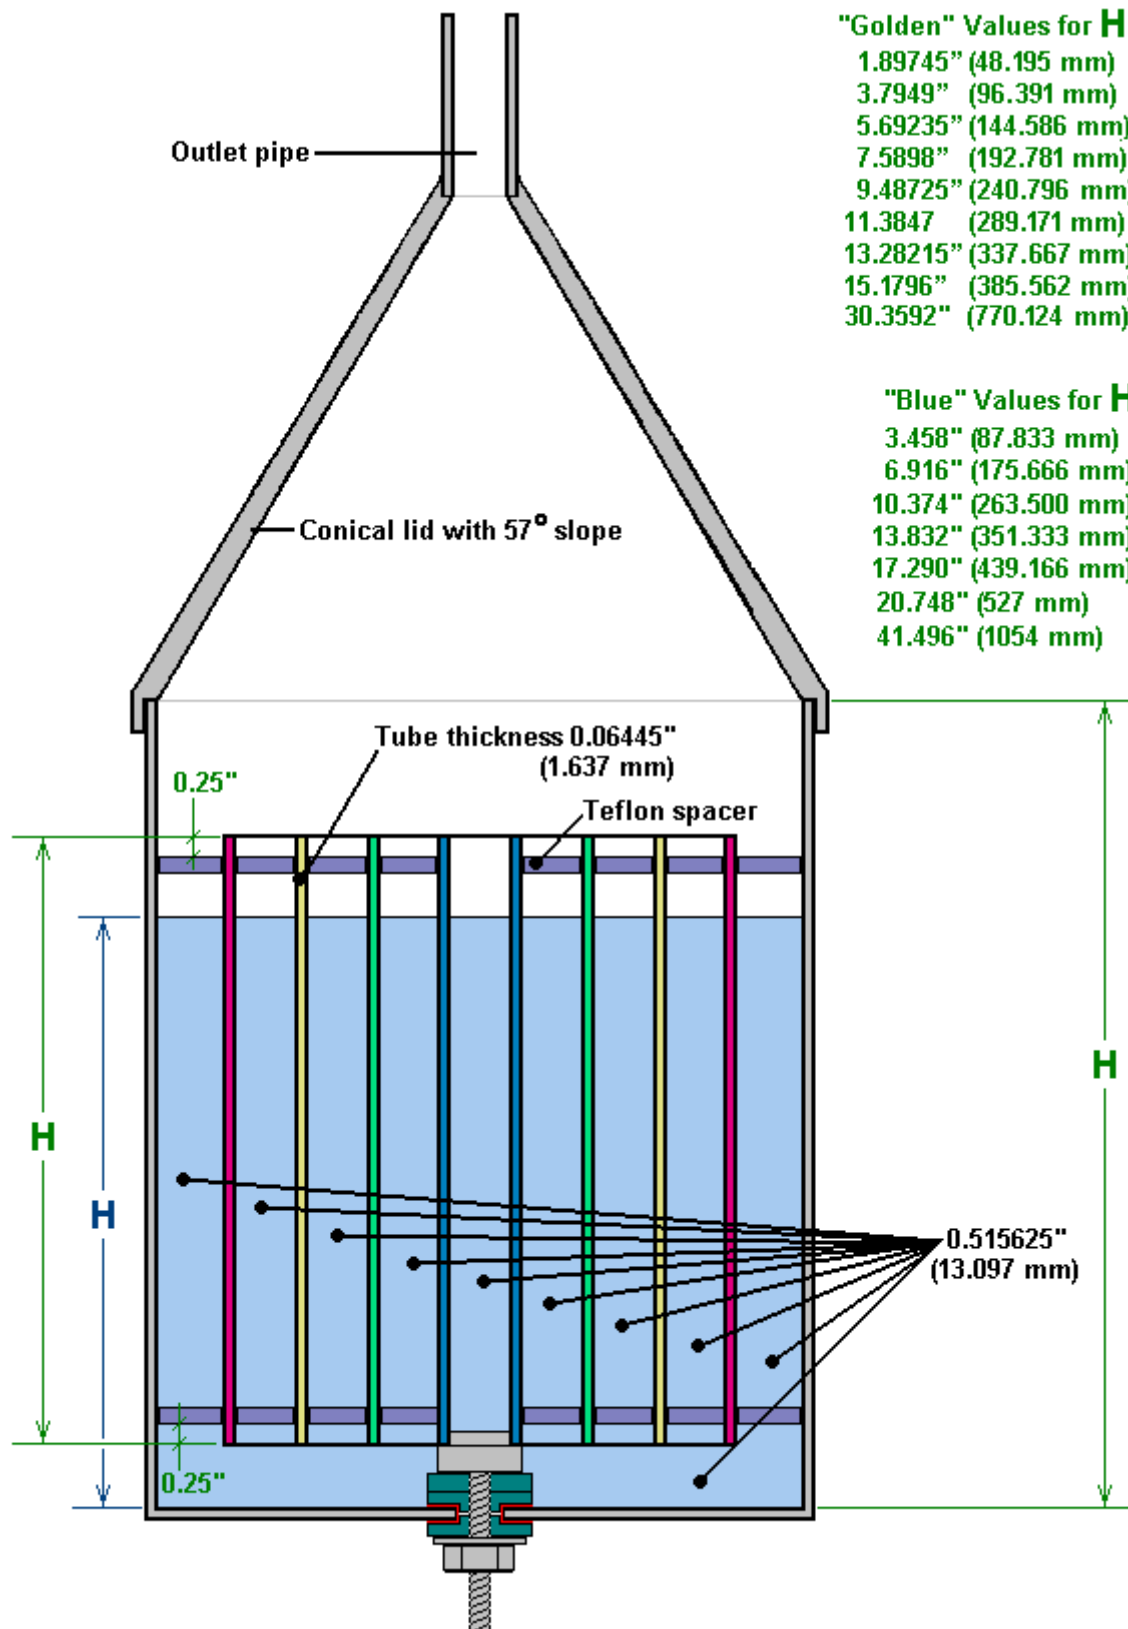 "Golden" Values for H
1.89745” (48.195 mm)
3.7949” (96.391 mm)
5.69235” (144.586 mm)
7.5898” (192.781 mm)
9.48725” (240.796 mm)
11.3847 (289.171 mm)
13.28215” (337.667 mm)
15.1796” (385.562 mm)
30.3592" (770.124 mm)
Outlet pipe
"Blue" Values for H
3.458" (87.833 mm)
6.916" (175.666 mm)
10.374" (263.500 mm)
13.832" (351.333 mm)
17.290" (439.166 mm)
20.748" (527 mm)
41.496" (1054 mm)
Conical lid with 57° slope
Tube thickness 0.06445"
(1.637 mm)
0.25"
Teflon spacer
H
H
H
0.515625"
(13.097 mm)
0.25"